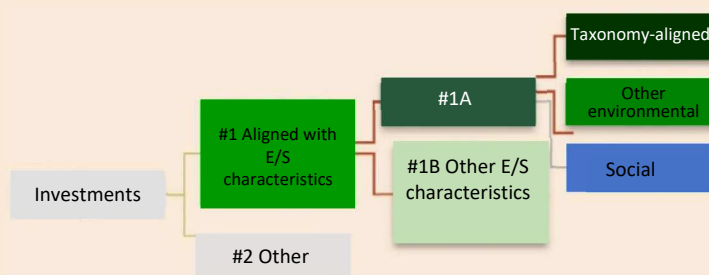 Taxonomy-aligned
#1A
Other
environmental
#1 Aligned with
E/S
characteristics
#1B Other E/S
characteristics
Social
Investments
#2 Other